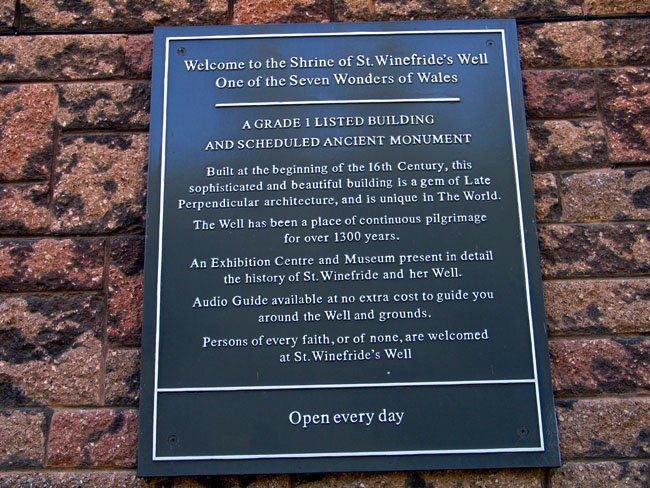 Welcome to the Shrine of St. Winefride's Well
One of the Seven Wonders of Wales
A GRADE 1 LISTED BUILDING
AND SCHEDULED ANCIENT MONUMENT
Built at the beginning of the 16th Century, this
sophisticated and beautiful building is a gem of Late
Perpendicular architecture, and is unique in The World.
The Well has been a place of continuous pilgrimage
for over 1300 years.
An Exhibition Centre and Museum present in detail
the history of St. Winefride and her Well.
Audio Guide available at no extra cost to guide you
around the Well and grounds.
Persons of every faith, or of none, are welcomed
at St. Winefride's Well
Open every day